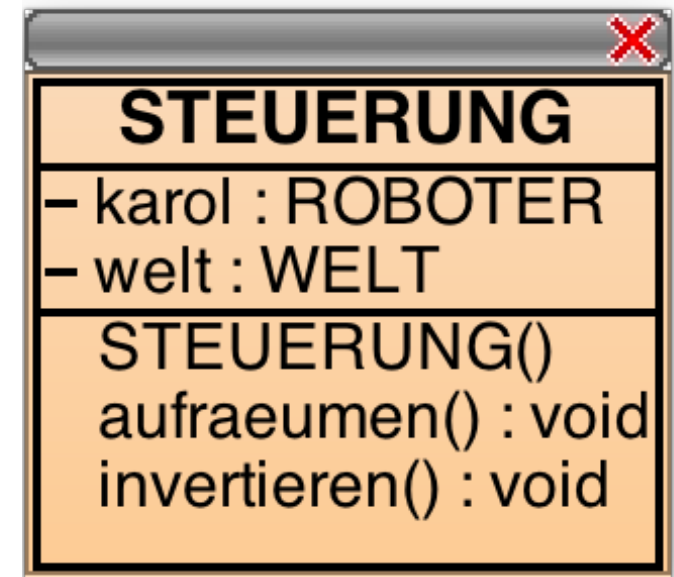 STEUERUNG
– karol : ROBOTER
– welt : WELT
STEUERUNG()
aufraeumen() : void
invertieren() : void